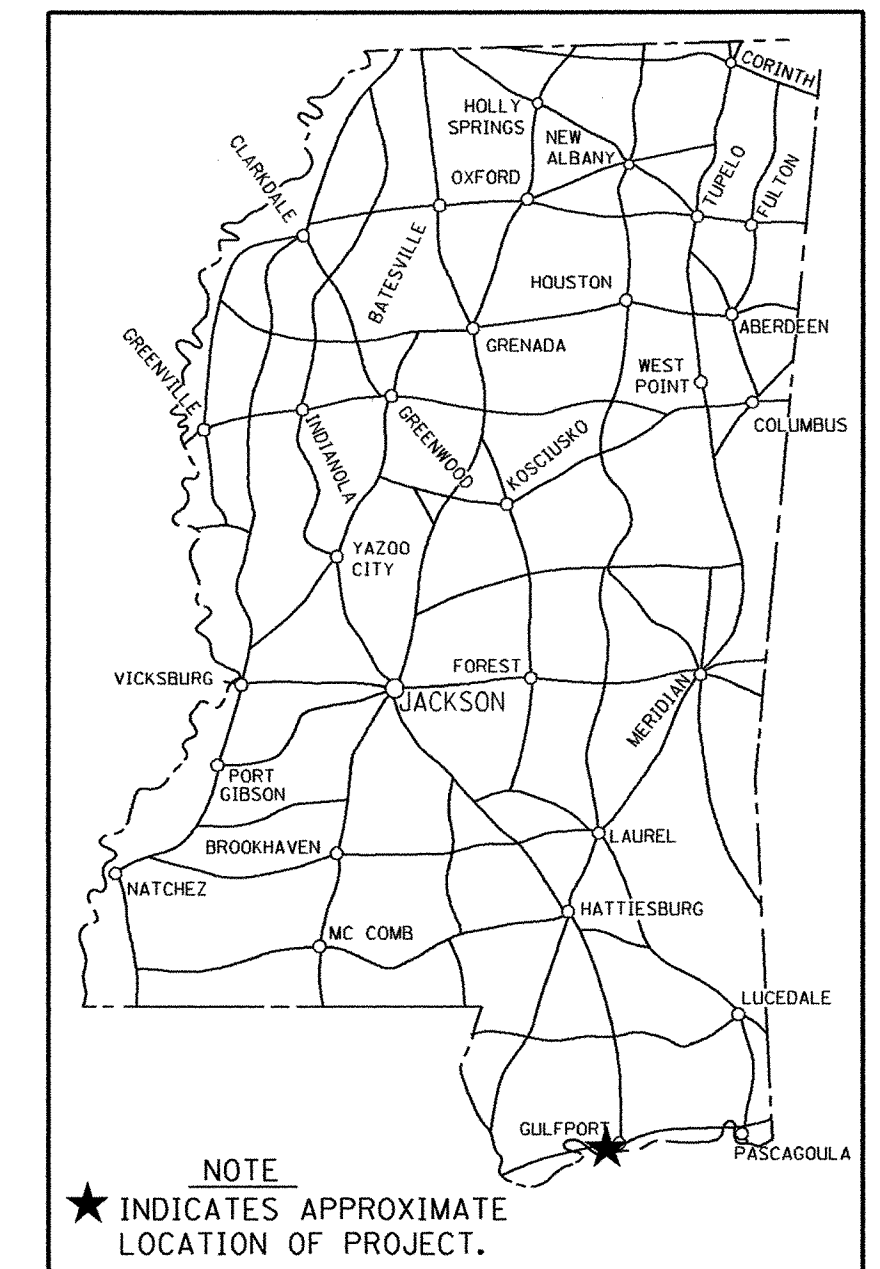 CORINTH
HOLLY
SPRINGS
NEW
ALBANY
CLARKDALE
OXFORD
TUPELO
FULTON
BATESVILLE
HOUSTON
ABERDEEN
GREENVILLE
GRENADA
WEST
POINT
COLUMBUS
INDIANOLA
GREENWOOD
KOSCIUSKO
YAZOO
CITY
VICKSBURG
FOREST
JACKSON
MERIDIAN
PORT
GIBSON
BROOKHAVEN
LAUREL
NATCHEZ
HATTIESBURG
MC COMB
LUCEDALE
GULFPORT
PASCAGOULA
NOTE
INDICATES APPROXIMATE
LOCATION OF PROJECT.